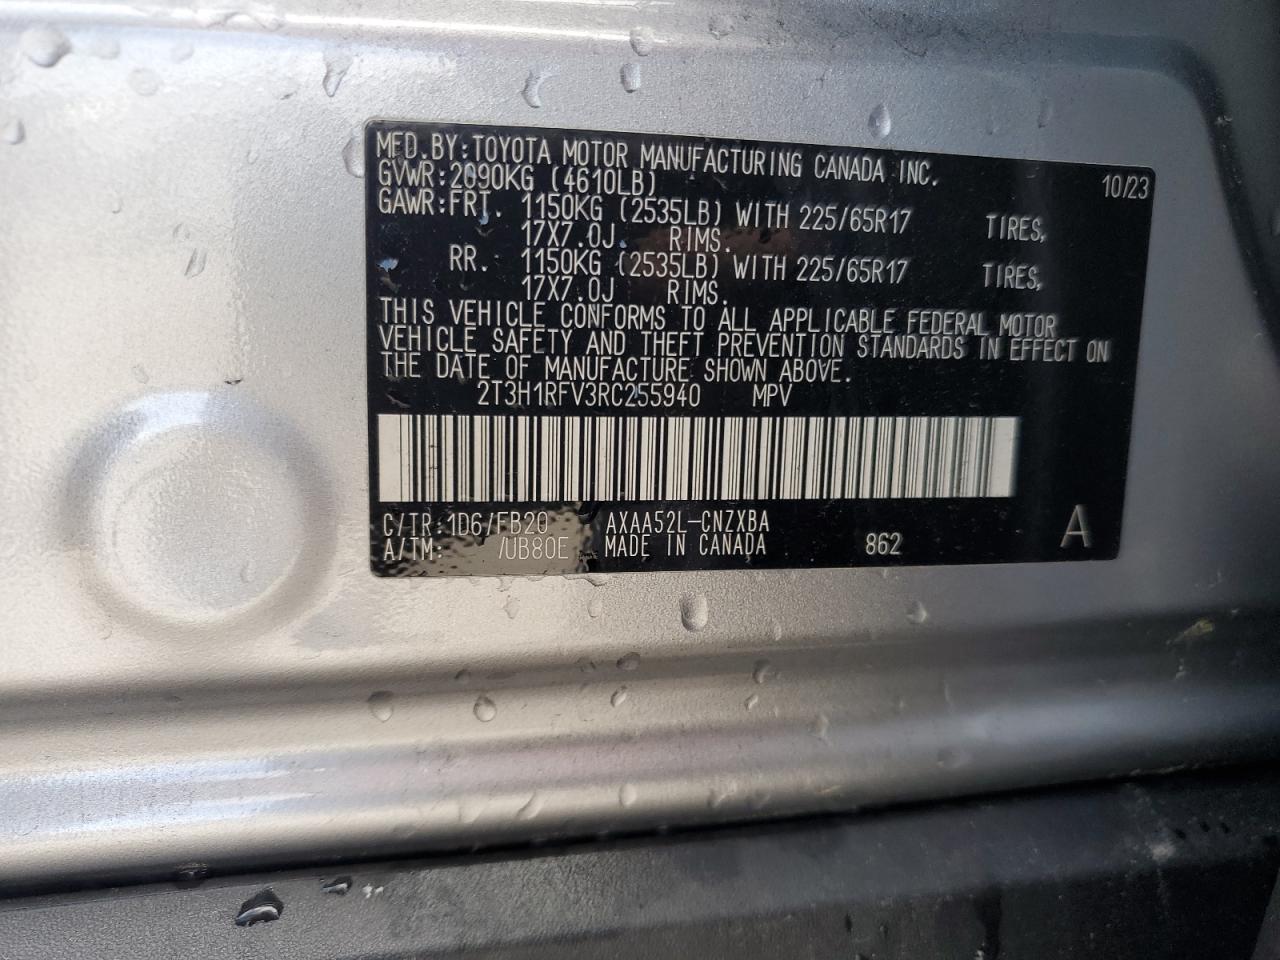 MFD.BY:TOYOTA MOTOR MANUFACTURING CANADA INC.
GVWR:2090KG (4610LB) 10/23
GAWR:FRT. 1150KG (2535LB) WITH 225/65R17 TIRES,
17X7.0J RIMS.
RR. 1150KG (2535LB) WITH 225/65R17 TIRES,
17X7.0J RIMS.
THIS VEHICLE CONFORMS TO ALL APPLICABLE FEDERAL MOTOR
VEHICLE SAFETY AND THEFT PREVENTION STANDARDS IN EFFECT ON
THE DATE OF MANUFACTURE SHOWN ABOVE.
2T3H1RFV3RC255940 MPV
C/TR:1D6/FB20 AXAA52L-CNZXBA A
A/TM: /UB80E MADE IN CANADA 862